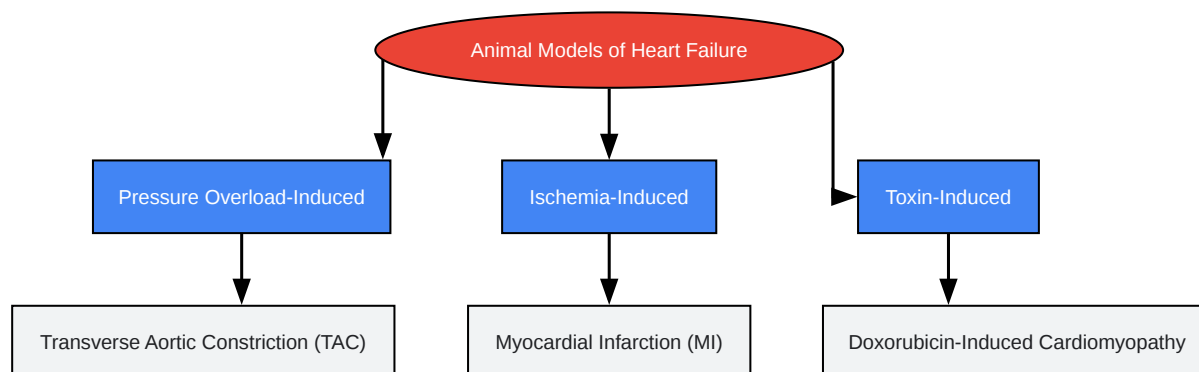 Animal Models of Heart Failure
Pressure Overload-Induced
Ischemia-Induced
Toxin-Induced
Transverse Aortic Constriction (TAC)
Myocardial Infarction (MI)
Doxorubicin-Induced Cardiomyopathy